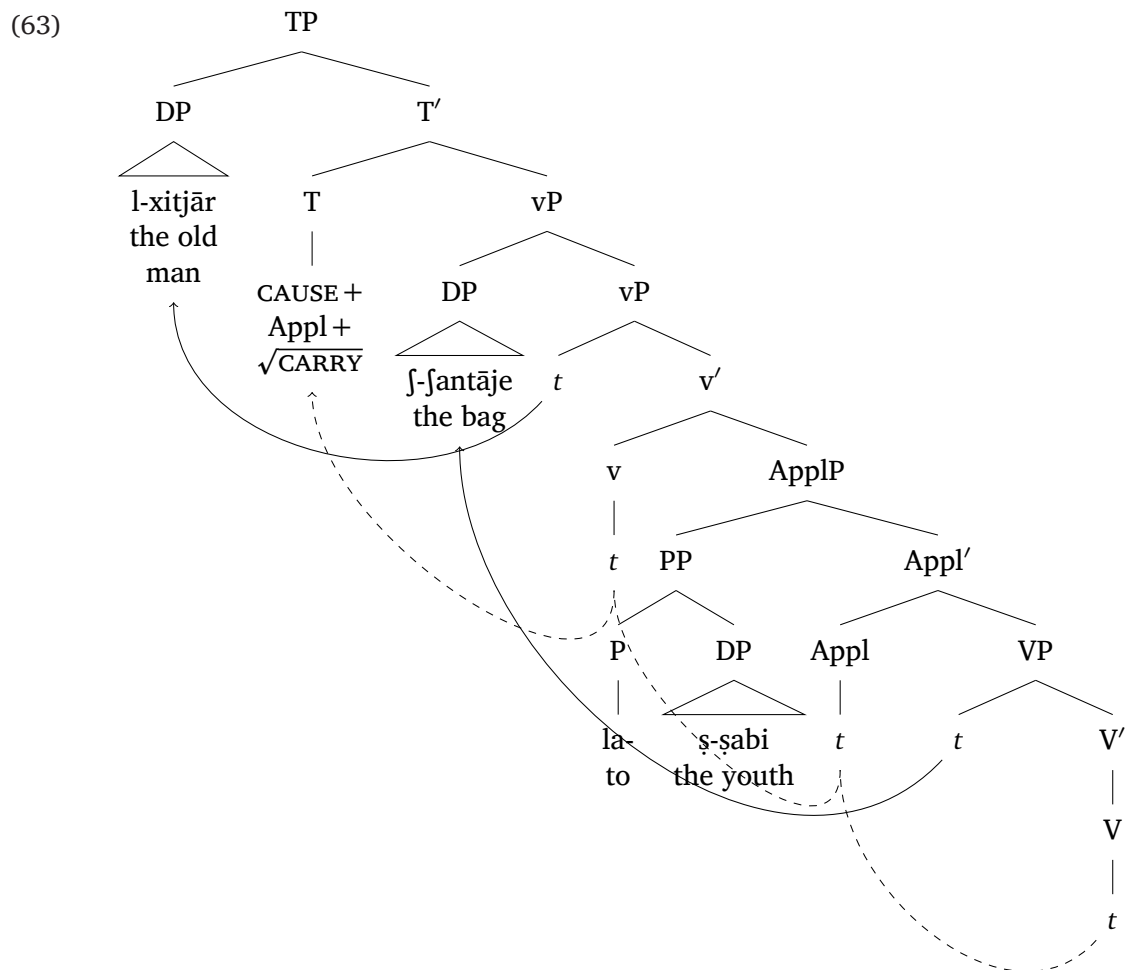 (63)
TP
DP T′
l-xitjār
the old
man
T vP
CAUSE+
Appl+
√CARRY
DP vP
ʃ-ʃantāje
the bag
t v′
v ApplP
t PP Appl′
P DP Appl VP
la- ṣ-ṣabi t t V′
to the youth
V
t